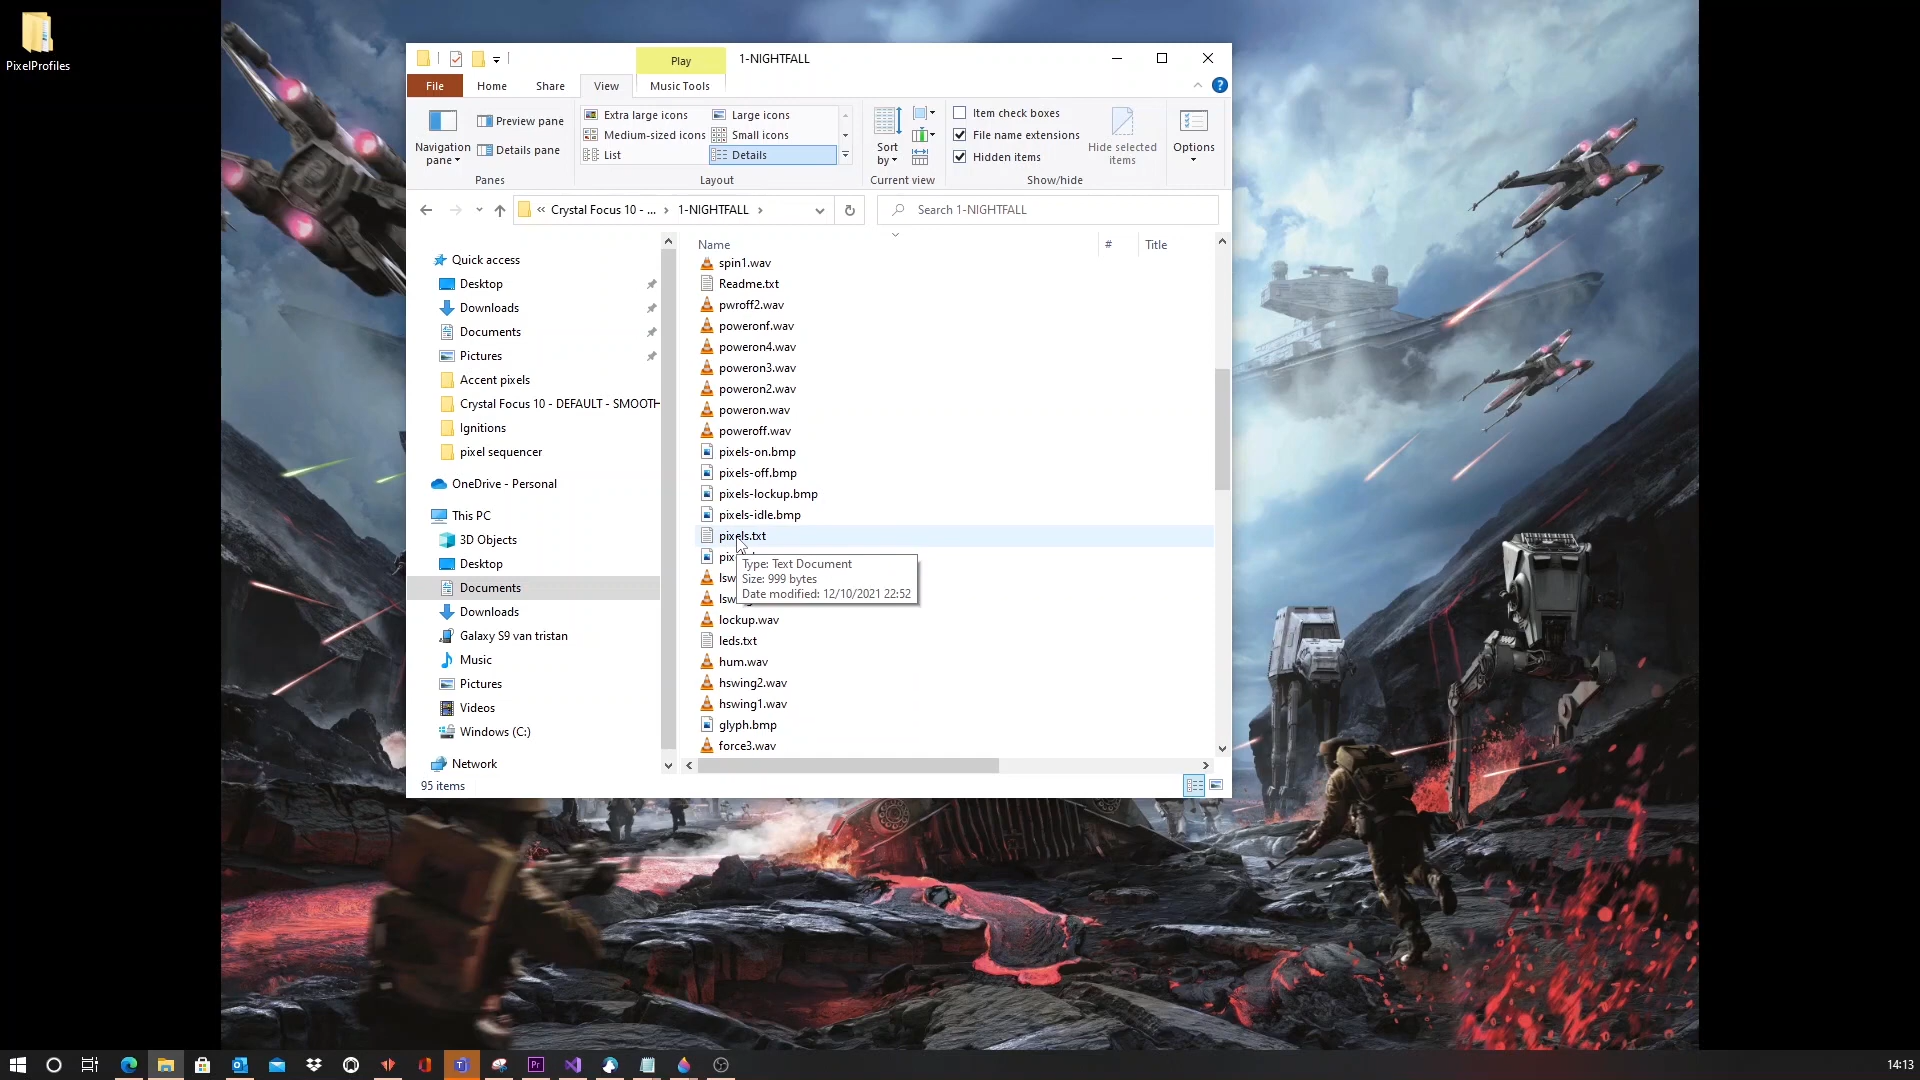 PixelProfiles
Play
1-NIGHTFALL
File
Home
Share
View
Music Tools
?
Navigation pane
Preview pane
Details pane
Panes
Extra large icons
Large icons
Medium-sized icons
Small icons
List
Details
Layout
Sort by
Current view
Item check boxes
File name extensions
Hidden items
Hide selected items
Show/hide
Options
« Crystal Focus 10 - ... › 1-NIGHTFALL ›
Search 1-NIGHTFALL
Quick access
Desktop
Downloads
Documents
Pictures
Accent pixels
Crystal Focus 10 - DEFAULT - SMOOTH
Ignitions
pixel sequencer
OneDrive - Personal
This PC
3D Objects
Desktop
Documents
Downloads
Galaxy S9 van tristan
Music
Pictures
Videos
Windows (C:)
Network
Name
#
Title
spin1.wav
Readme.txt
pwroff2.wav
poweronf.wav
poweron4.wav
poweron3.wav
poweron2.wav
poweron.wav
poweroff.wav
pixels-on.bmp
pixels-off.bmp
pixels-lockup.bmp
pixels-idle.bmp
pixels.txt
Type: Text Document
Size: 999 bytes
Date modified: 12/10/2021 22:52
lockup.wav
leds.txt
hum.wav
hswing2.wav
hswing1.wav
glyph.bmp
force3.wav
95 items
Pr
14:13